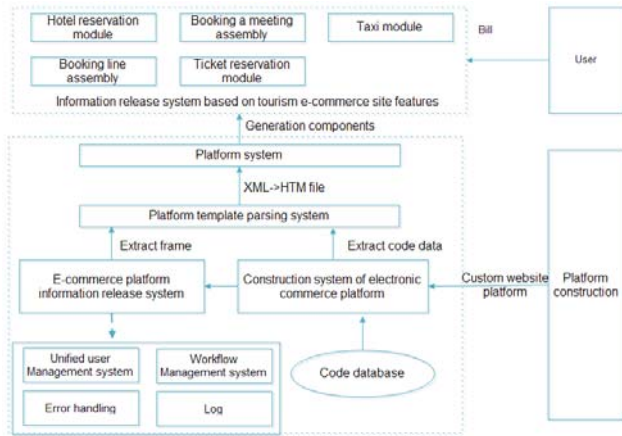 Hotel reservation
module
Booking a meeting
assembly
Taxi module
Bill
User
Booking line
assembly
Ticket reservation
module
Information release system based on tourism e-commerce site features
Generation components
Platform system
XML->HTM file
Platform template parsing system
Extract frame
Extract code data
E-commerce platform
information release system
Construction system of electronic
commerce platform
Custom website
platform
Platform
construction
Unified user
Management system
Workflow
Management system
Code database
Error handling
Log